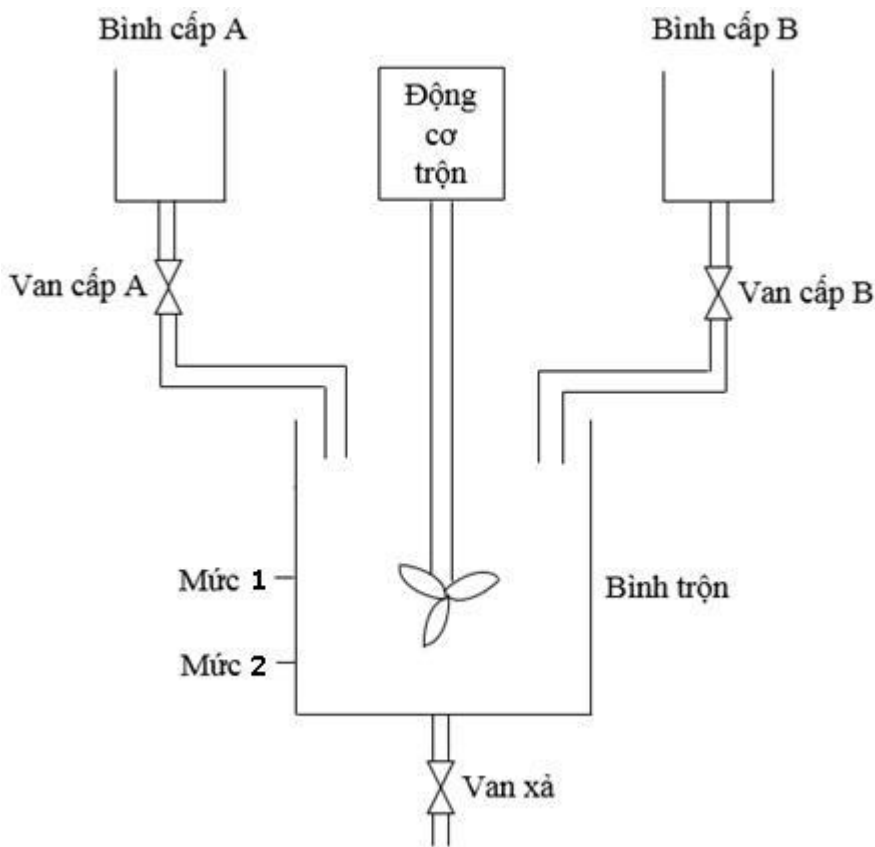 Bình cấp A
Bình cấp B
Động
cơ
trộn
Van cấp A
Van cấp B
Mức 1
Bình trộn
Mức 2
Van xả